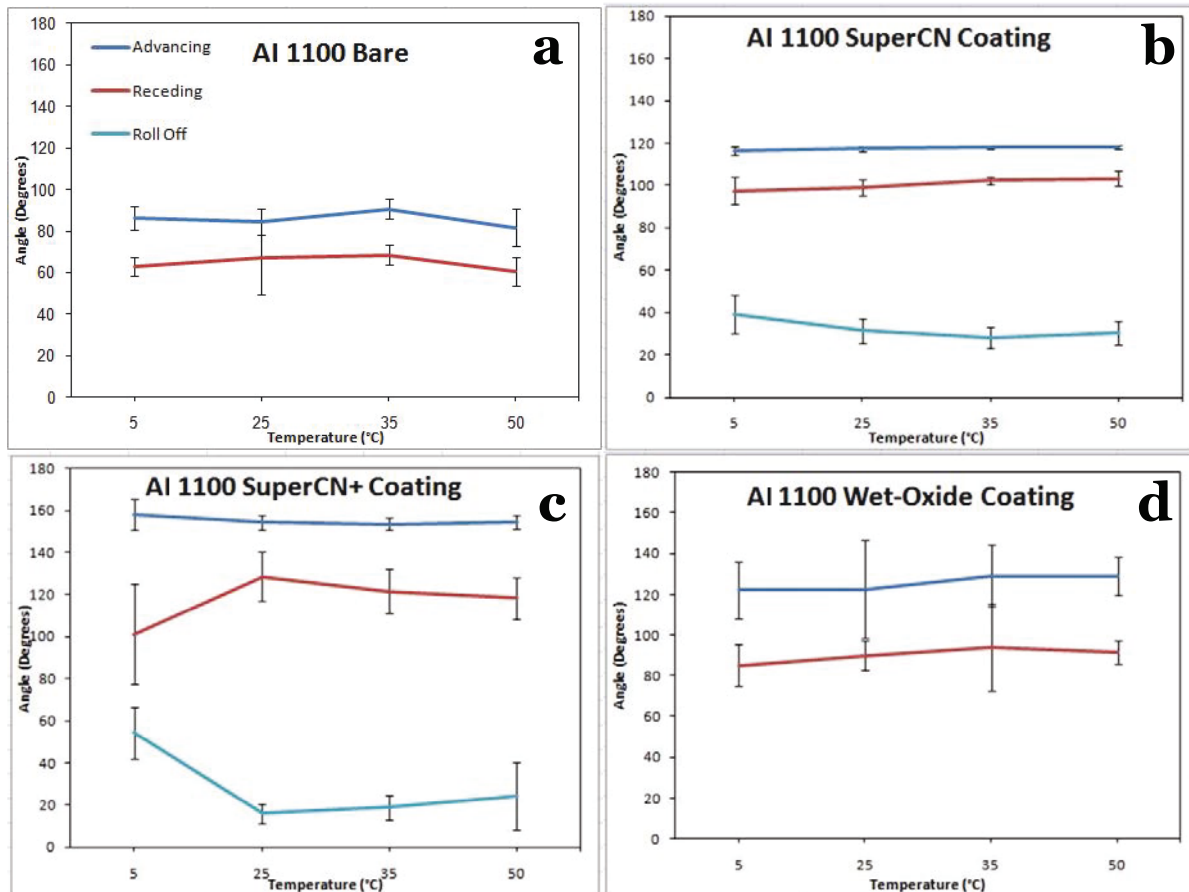 Al 1100 Bare
a
Advancing
Receding
Roll Off
Angle (Degrees)
180
160
140
120
100
80
60
40
20
0
5 25 35 50
Temperature (°C)
Al 1100 SuperCN Coating
b
Angle (Degrees)
180
160
140
120
100
80
60
40
20
0
5 25 35 50
Temperature (°C)
Al 1100 SuperCN+ Coating
c
Angle (Degrees)
180
160
140
120
100
80
60
40
20
0
5 25 35 50
Temperature (°C)
Al 1100 Wet-Oxide Coating
d
Angle (Degrees)
180
160
140
120
100
80
60
40
20
0
5 25 35 50
Temperature (°C)